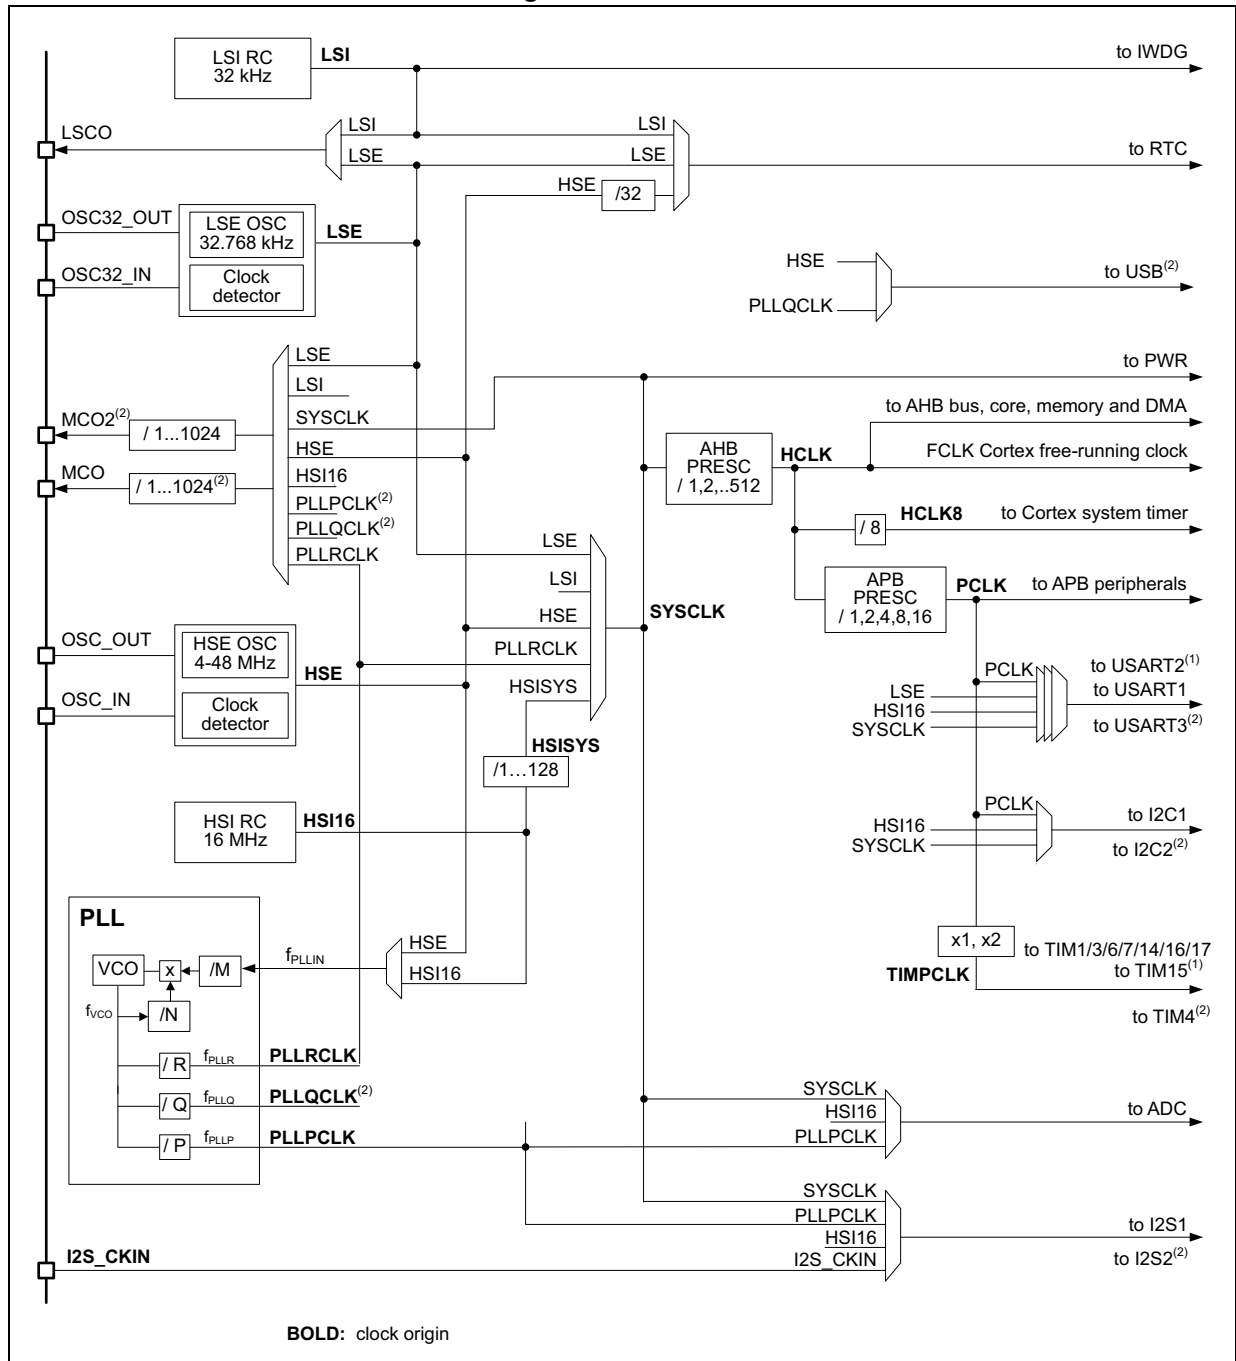 LSI RC
32 kHz
LSI
to IWDG
LSCO
LSI
LSE
LSI
LSE
HSE
/32
to RTC
OSC32_OUT
LSE OSC
32.768 kHz
LSE
OSC32_IN
Clock
detector
HSE
PLLQCLK
to USB(2)
LSE
LSI
SYSCLK
HSE
HSI16
PLLPCLK(2)
PLLQCLK(2)
PLLRCLK
MCO2(2)
/ 1...1024
MCO
/ 1...1024(2)
to PWR
to AHB bus, core, memory and DMA
AHB
PRESC
/ 1,2,..512
HCLK
FCLK Cortex free-running clock
/ 8
HCLK8
to Cortex system timer
APB
PRESC
/ 1,2,4,8,16
PCLK
to APB peripherals
LSE
LSI
HSE
PLLRCLK
HSISYS
SYSCLK
OSC_OUT
HSE OSC
4-48 MHz
HSE
OSC_IN
Clock
detector
HSISYS
/1…128
PCLK
LSE
HSI16
SYSCLK
to USART2(1)
to USART1
to USART3(2)
HSI RC
16 MHz
HSI16
PCLK
HSI16
SYSCLK
to I2C1
to I2C2(2)
PLL
VCO
x
/M
fPLLIN
HSE
HSI16
fVCO
/N
x1, x2
TIMPCLK
to TIM1/3/6/7/14/16/17
to TIM15(1)
to TIM4(2)
/ R
fPLLR
PLLRCLK
/ Q
fPLLQ
PLLQCLK(2)
/ P
fPLLP
PLLPCLK
SYSCLK
HSI16
PLLPCLK
to ADC
SYSCLK
PLLPCLK
HSI16
I2S_CKIN
to I2S1
to I2S2(2)
I2S_CKIN
BOLD: clock origin